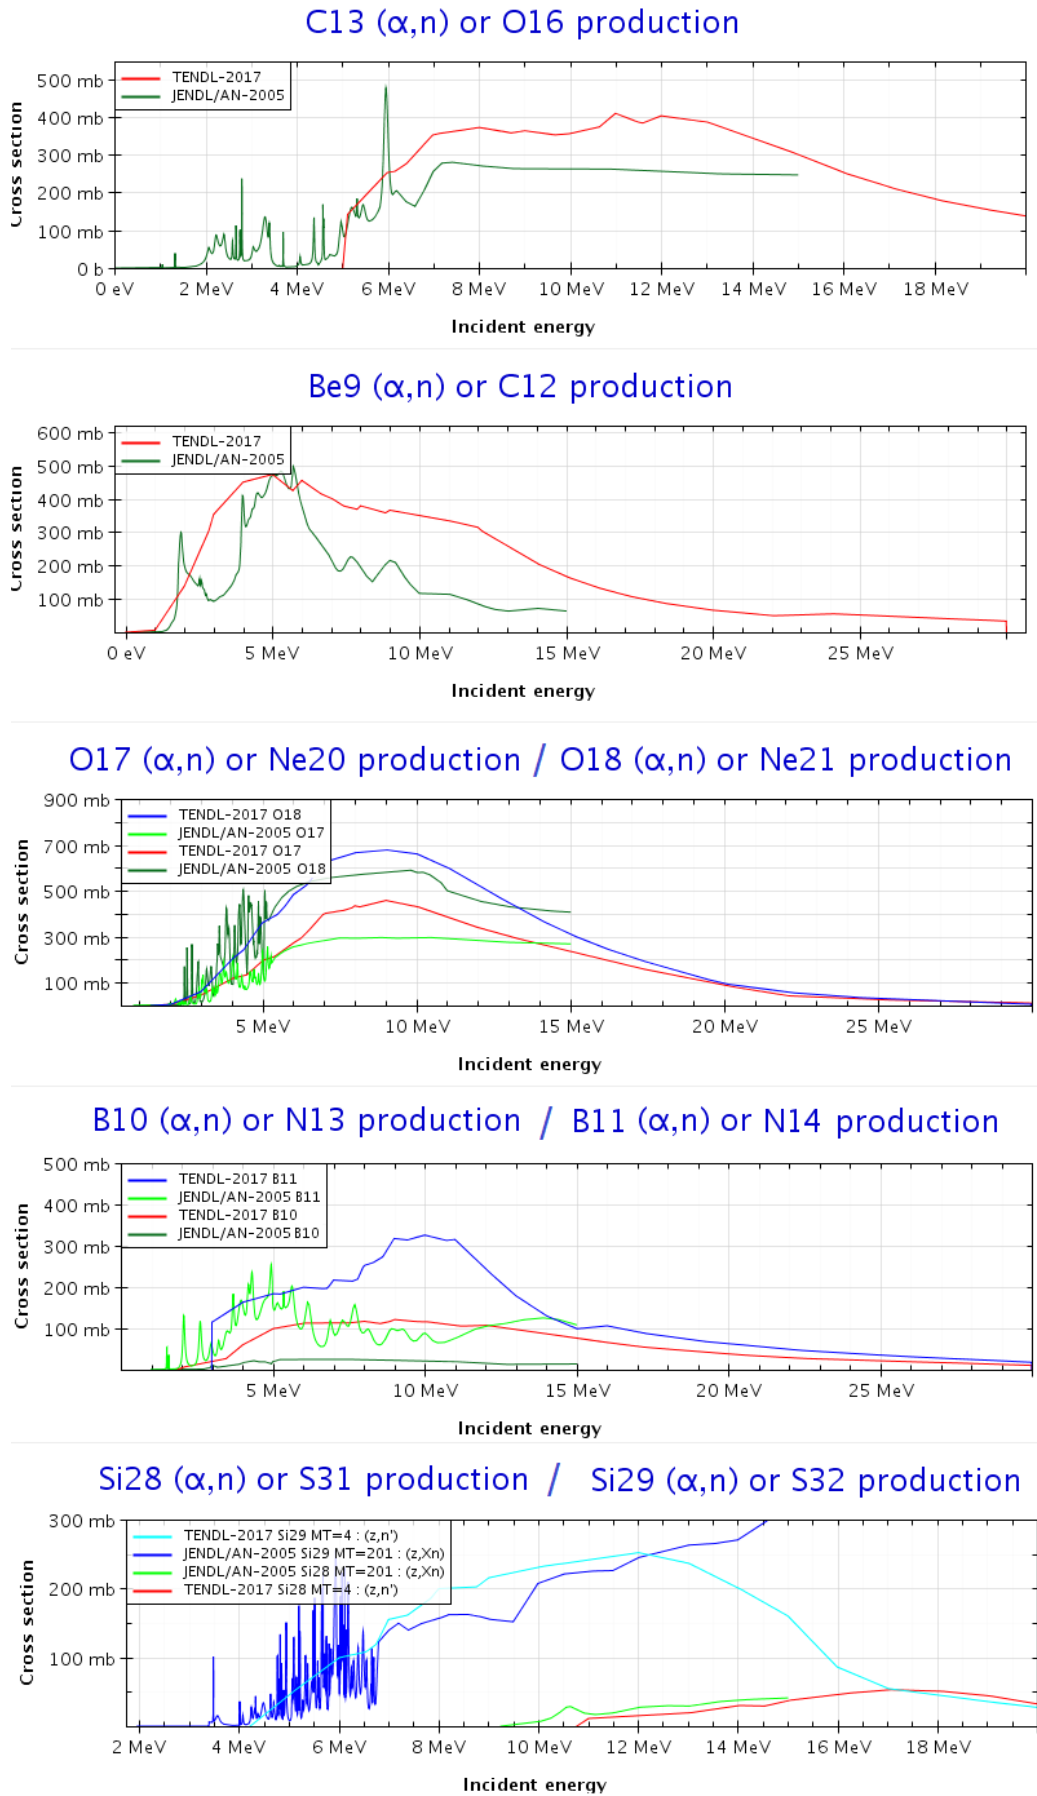 C13 (α,n) or O16 production
TENDL-2017
JENDL/AN-2005
500 mb
400 mb
300 mb
200 mb
100 mb
0 b
Cross section
0 eV 2 MeV 4 MeV 6 MeV 8 MeV 10 MeV 12 MeV 14 MeV 16 MeV 18 MeV
Incident energy
Be9 (α,n) or C12 production
TENDL-2017
JENDL/AN-2005
600 mb
500 mb
400 mb
300 mb
200 mb
100 mb
Cross section
0 eV 5 MeV 10 MeV 15 MeV 20 MeV 25 MeV
Incident energy
O17 (α,n) or Ne20 production / O18 (α,n) or Ne21 production
TENDL-2017 O18
JENDL/AN-2005 O17
TENDL-2017 O17
JENDL/AN-2005 O18
900 mb
700 mb
500 mb
300 mb
100 mb
Cross section
5 MeV 10 MeV 15 MeV 20 MeV 25 MeV
Incident energy
B10 (α,n) or N13 production / B11 (α,n) or N14 production
TENDL-2017 B11
JENDL/AN-2005 B11
TENDL-2017 B10
JENDL/AN-2005 B10
500 mb
400 mb
300 mb
200 mb
100 mb
Cross section
5 MeV 10 MeV 15 MeV 20 MeV 25 MeV
Incident energy
Si28 (α,n) or S31 production / Si29 (α,n) or S32 production
TENDL-2017 Si29 MT=4 : (z,n')
JENDL/AN-2005 Si29 MT=201 : (z,Xn)
JENDL/AN-2005 Si28 MT=201 : (z,Xn)
TENDL-2017 Si28 MT=4 : (z,n')
300 mb
200 mb
100 mb
Cross section
2 MeV 4 MeV 6 MeV 8 MeV 10 MeV 12 MeV 14 MeV 16 MeV 18 MeV
Incident energy